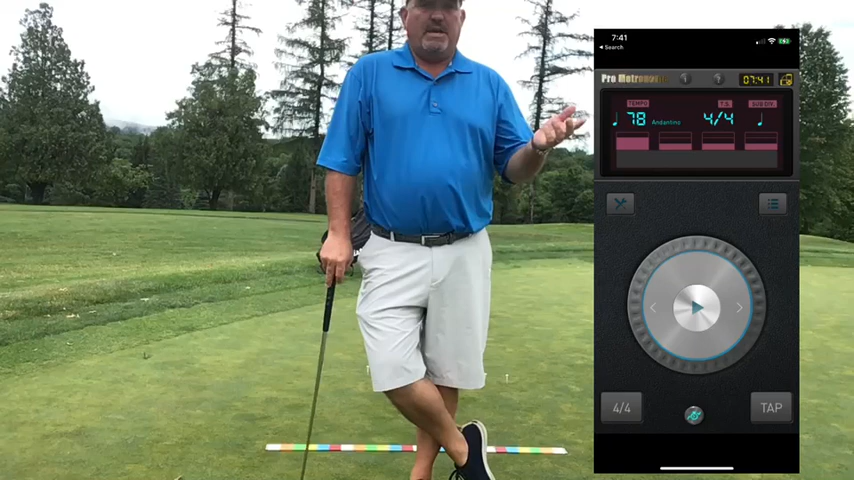 7:41
◀ Search
Pro Metronome
07:41
TEMPO T.S SUBDIV
78 Andantino 4/4
4/4
TAP